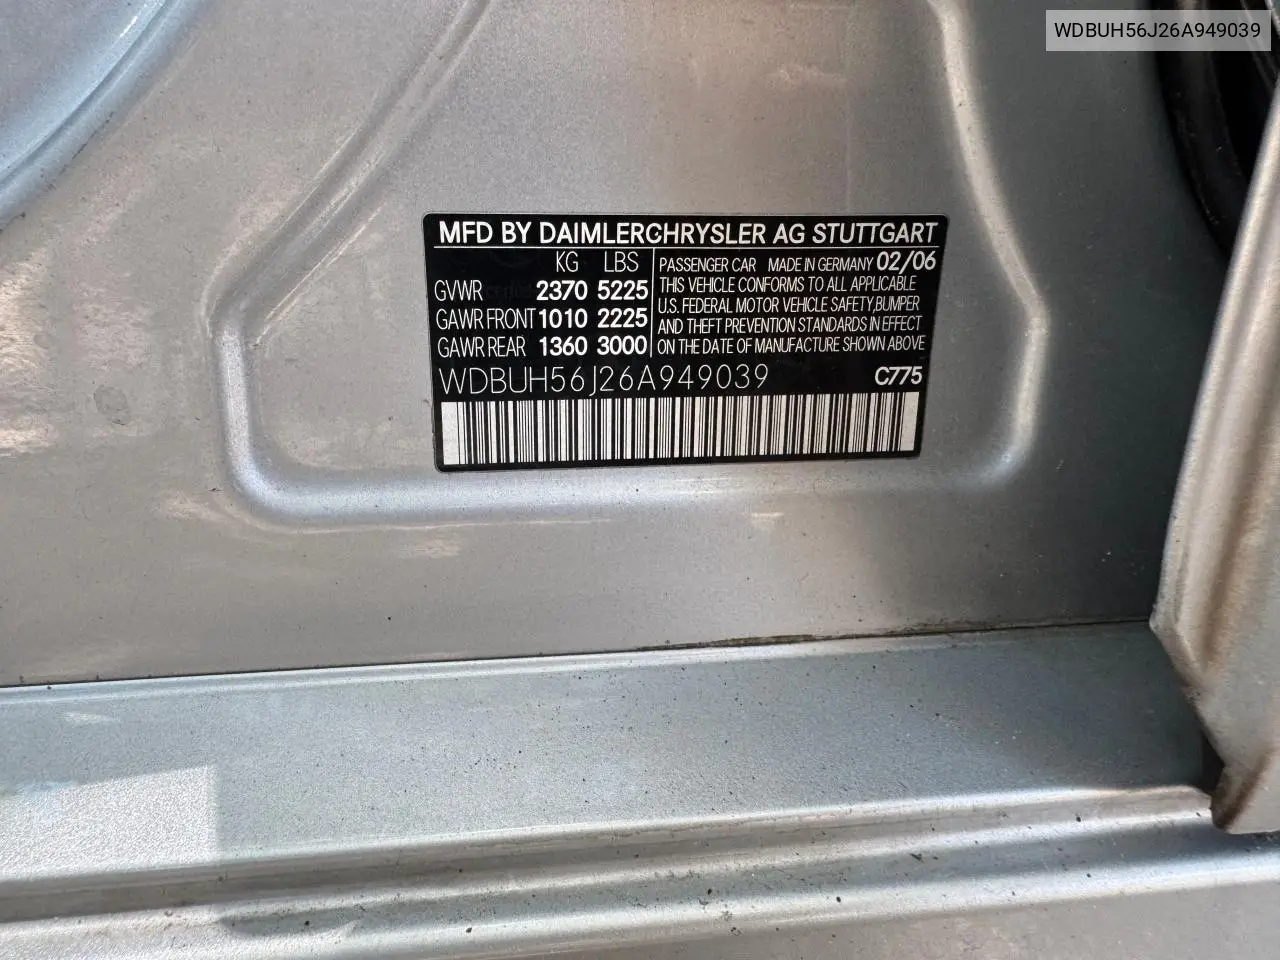 WDBUH56J26A949039
MFD BY DAIMLERCHRYSLER AG STUTTGART
KG LBS
GVWR 2370 5225
GAWR FRONT 1010 2225
GAWR REAR 1360 3000
PASSENGER CAR MADE IN GERMANY 02/06
THIS VEHICLE CONFORMS TO ALL APPLICABLE
U.S. FEDERAL MOTOR VEHICLE SAFETY, BUMPER
AND THEFT PREVENTION STANDARDS IN EFFECT
ON THE DATE OF MANUFACTURE SHOWN ABOVE
WDBUH56J26A949039 C775